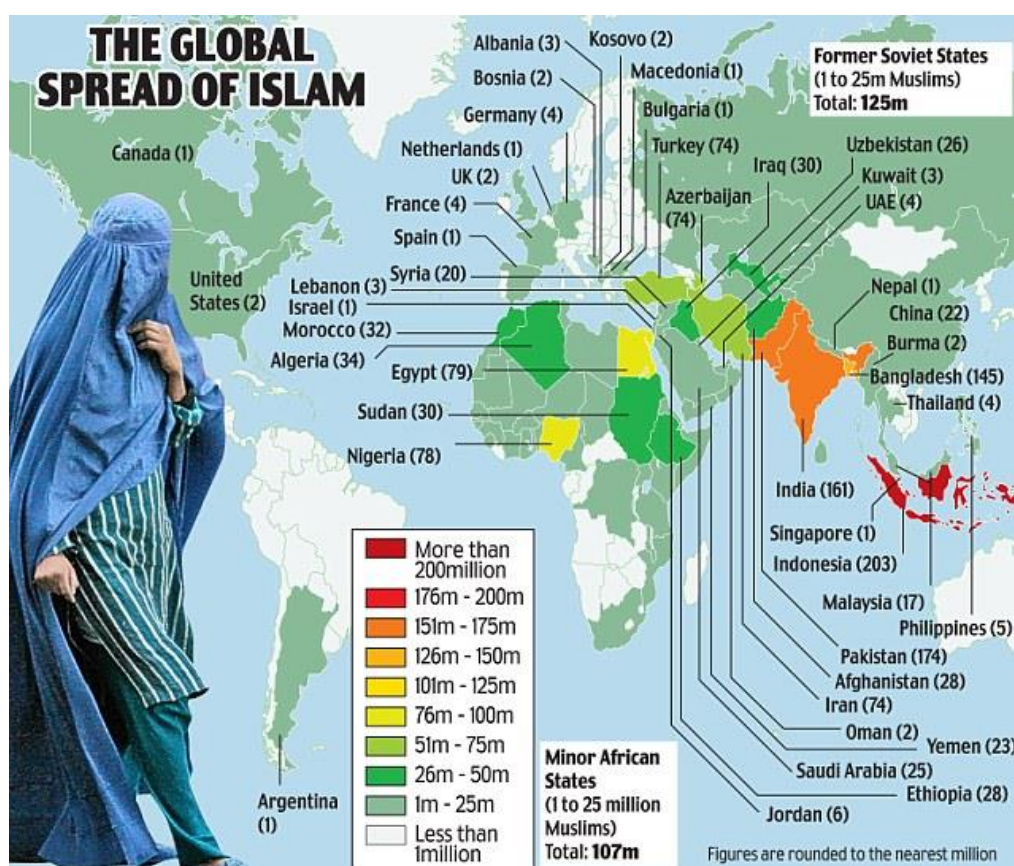 THE GLOBAL
SPREAD OF ISLAM
Albania (3)
Kosovo (2)
Bosnia (2)
Macedonia (1)
Germany (4)
Bulgaria (1)
Canada (1)
Netherlands (1)
Turkey (74)
UK (2)
Iraq (30)
France (4)
Azerbaijan
(74)
Spain (1)
Former Soviet States
(1 to 25m Muslims)
Total: 125m
Uzbekistan (26)
Kuwait (3)
UAE (4)
United
States (2)
Syria (20)
Lebanon (3)
Israel (1)
Morocco (32)
Algeria (34)
Egypt (79)
Sudan (30)
Nigeria (78)
Nepal (1)
China (22)
Burma (2)
Bangladesh (145)
Thailand (4)
India (161)
Singapore (1)
Indonesia (203)
Malaysia (17)
Philippines (5)
Pakistan (174)
Afghanistan (28)
Iran (74)
Oman (2)
Yemen (23)
Saudi Arabia (25)
Ethiopia (28)
Jordan (6)
Argentina
(1)
More than
200million
176m - 200m
151m - 175m
126m - 150m
101m - 125m
76m - 100m
51m - 75m
26m - 50m
1m - 25m
Less than
1million
Minor African
States
(1 to 25 million
Muslims)
Total: 107m
Figures are rounded to the nearest million